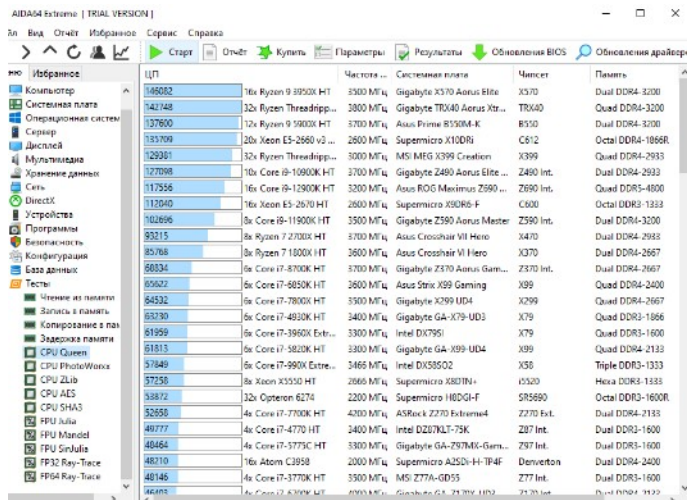 AIDA64 Extreme [ TRIAL VERSION ]
Вид Отчёт Избранное Сервис Справка
Старт Отчёт Купить Параметры Результаты Обновления BIOS Обновления драйвер
ню Избранное
Компьютер
Системная плата
Операционная систем
Сервер
Дисплей
Мультимедиа
Хранение данных
Сеть
DirectX
Устройства
Программы
Безопасность
Конфигурация
База данных
Тесты
Чтение из памяти
Запись в память
Копирование в пам
Задержка памяти
CPU Queen
CPU PhotoWorxx
CPU ZLib
CPU AES
CPU SHA3
FPU Julia
FPU Mandel
FPU SinJulia
FP32 Ray-Trace
FP64 Ray-Trace
ЦП Частота ... Системная плата Чипсет Память
146082 16x Ryzen 9 3950X HT 3500 МГц Gigabyte X570 Aorus Elite X570 Dual DDR4-3200
142748 32x Ryzen Threadripp... 3800 МГц Gigabyte TRX40 Aorus Xtr... TRX40 Quad DDR4-3200
137600 12x Ryzen 9 5900X HT 3700 МГц Asus Prime B550M-K B550 Dual DDR4-3200
135709 20x Xeon E5-2660 v3 ... 2600 МГц Supermicro X10DRi C612 Octal DDR4-1866R
129381 32x Ryzen Threadripp... 3000 МГц MSI MEG X399 Creation X399 Quad DDR4-2933
127098 10x Core i9-10900K HT 3700 МГц Gigabyte Z490 Aorus Elite ... Z490 Int. Dual DDR4-2933
117556 16x Core i9-12900K HT 3200 МГц Asus ROG Maximus Z690 ... Z690 Int. Quad DDR5-4800
112040 16x Xeon E5-2670 HT 2600 МГц Supermicro X9DR6-F C600 Octal DDR3-1333
102696 8x Core i9-11900K HT 3500 МГц Gigabyte Z590 Aorus Master Z590 Int. Dual DDR4-3200
93215 8x Ryzen 7 2700X HT 3700 МГц Asus Crosshair VII Hero X470 Dual DDR4-2933
85768 8x Ryzen 7 1800X HT 3600 МГц Asus Crosshair VI Hero X370 Dual DDR4-2667
68834 6x Core i7-8700K HT 3700 МГц Gigabyte Z370 Aorus Gam... Z370 Int. Dual DDR4-2667
65622 6x Core i7-6850K HT 3600 МГц Asus Strix X99 Gaming X99 Quad DDR4-2400
64532 6x Core i7-7800X HT 3500 МГц Gigabyte X299 UD4 X299 Quad DDR4-2667
63230 6x Core i7-4930K HT 3400 МГц Gigabyte GA-X79-UD3 X79 Quad DDR3-1866
61959 6x Core i7-3960X Extr... 3300 МГц Intel DX79SI X79 Quad DDR3-1600
61813 6x Core i7-5820K HT 3300 МГц Gigabyte GA-X99-UD4 X99 Quad DDR4-2133
57849 6x Core i7-990X Extre... 3466 МГц Intel DX58SO2 X58 Triple DDR3-1333
57258 8x Xeon X5550 HT 2666 МГц Supermicro X8DTN+ i5520 Hexa DDR3-1333
53872 32x Opteron 6274 2200 МГц Supermicro H8DGI-F SR5690 Octal DDR3-1600R
52658 4x Core i7-7700K HT 4200 МГц ASRock Z270 Extreme4 Z270 Ext. Dual DDR4-2133
49777 4x Core i7-4770 HT 3400 МГц Intel DZ87KLT-75K Z87 Int. Dual DDR3-1600
48464 4x Core i7-5775C HT 3300 МГц Gigabyte GA-Z97MX-Gam... Z97 Int. Dual DDR3-1600
48210 16x Atom C3958 2000 МГц Supermicro A2SDi-H-TP4F Denverton Dual DDR4-2400
48146 4x Core i7-3770K HT 3500 МГц MSI Z77A-GD55 Z77 Int. Dual DDR3-1600